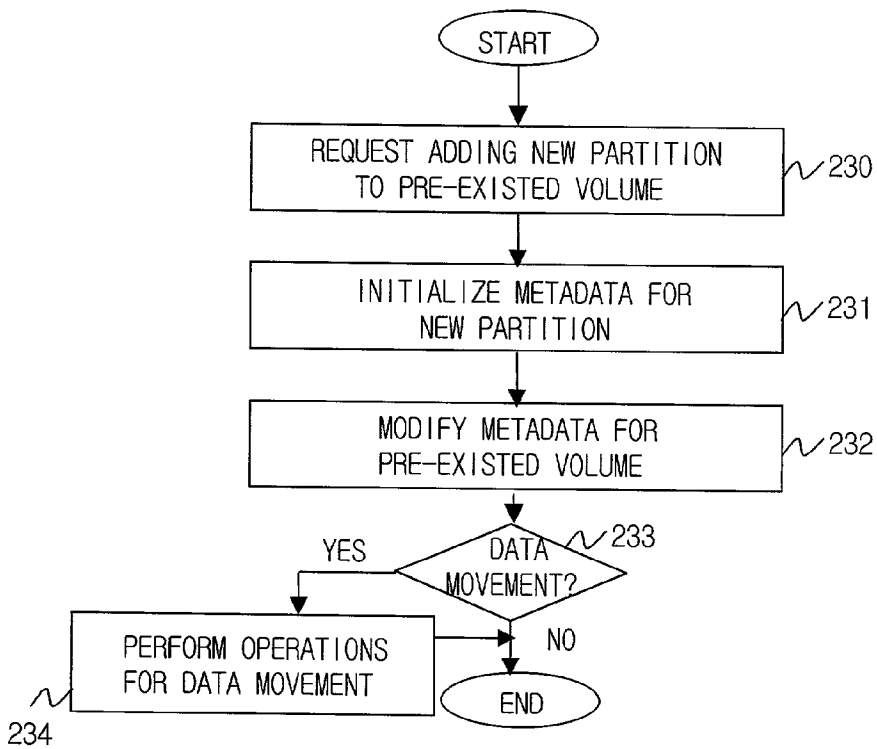 START
REQUEST ADDING NEW PARTITION
TO PRE-EXISTED VOLUME
230
INITIALIZE METADATA FOR
NEW PARTITION
231
MODIFY METADATA FOR
PRE-EXISTED VOLUME
232
233
DATA
MOVEMENT?
YES
NO
PERFORM OPERATIONS
FOR DATA MOVEMENT
234
END